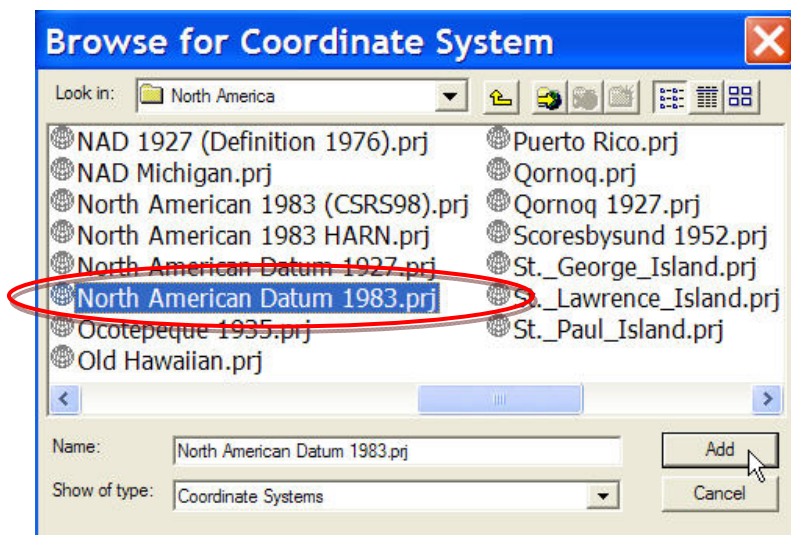 Browse for Coordinate System
Look in: North America
NAD 1927 (Definition 1976).prj
NAD Michigan.prj
North American 1983 (CSRS98).prj
North American 1983 HARN.prj
North American Datum 1927.prj
North American Datum 1983.prj
Ocotepeque 1935.prj
Old Hawaiian.prj
Puerto Rico.prj
Qornoq.prj
Qornoq 1927.prj
Scoresbysund 1952.prj
St._George_Island.prj
St._Lawrence_Island.prj
St._Paul_Island.prj
Name: North American Datum 1983.prj Add
Show of type: Coordinate Systems Cancel